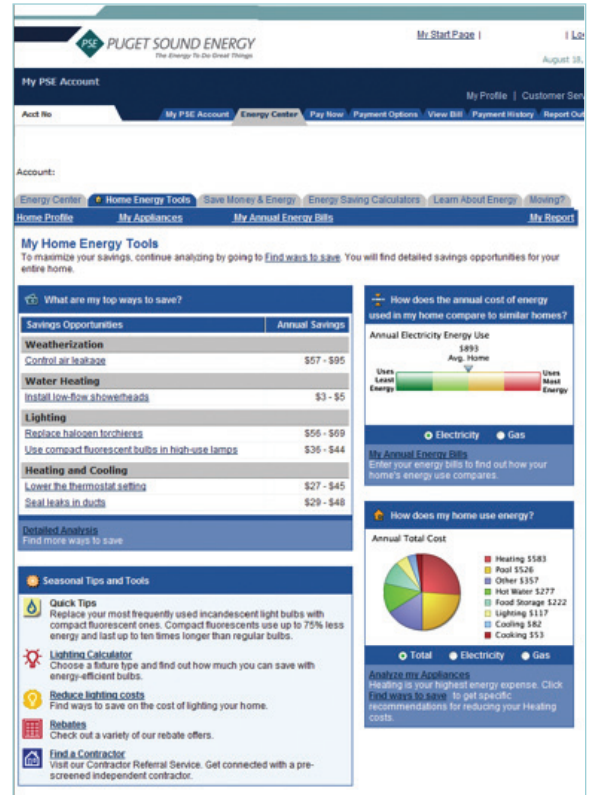 PSE PUGET SOUND ENERGY
The Energy To Do Great Things
My Start Page |
| Lo
August 18,
My PSE Account
My Profile | Customer Ser
Acct No
My PSE Account Energy Center Pay Now Payment Options View Bill Payment History Report Out
Account:
Energy Center Home Energy Tools Save Money & Energy Energy Saving Calculators Learn About Energy Moving?
Home Profile My Appliances My Annual Energy Bills My Report
My Home Energy Tools
To maximize your savings, continue analyzing by going to Find ways to save. You will find detailed savings opportunities for your
entire home.
What are my top ways to save?
Savings Opportunities Annual Savings
Weatherization
Control air leakage $57 - $95
Water Heating
Install low-flow showerheads $3 - $5
Lighting
Replace halogen torchieres $56 - $69
Use compact fluorescent bulbs in high-use lamps $36 - $44
Heating and Cooling
Lower the thermostat setting $27 - $45
Seal leaks in ducts $29 - $48
Detailed Analysis
Find more ways to save
Seasonal Tips and Tools
Quick Tips
Replace your most frequently used incandescent light bulbs with
compact fluorescent ones. Compact fluorescents use up to 75% less
energy and last up to ten times longer than regular bulbs.
Lighting Calculator
Choose a fixture type and find out how much you can save with
energy-efficient bulbs.
Reduce lighting costs
Find ways to save on the cost of lighting your home.
Rebates
Check out a variety of our rebate offers.
Find a Contractor
Visit our Contractor Referral Service. Get connected with a pre-
screened independent contractor.
How does the annual cost of energy
used in my home compare to similar homes?
Annual Electricity Energy Use
$893
Avg. Home
Uses
Least
Energy
Uses
Most
Energy
Electricity Gas
My Annual Energy Bills
Enter your energy bills to find out how your
home's energy use compares.
How does my home use energy?
Annual Total Cost
Heating $583
Pool $526
Other $357
Hot Water $277
Food Storage $222
Lighting $117
Cooling $82
Cooking $53
Total Electricity Gas
Analyze my Appliances
Heating is your highest energy expense. Click
Find ways to save to get specific
recommendations for reducing your Heating
costs.